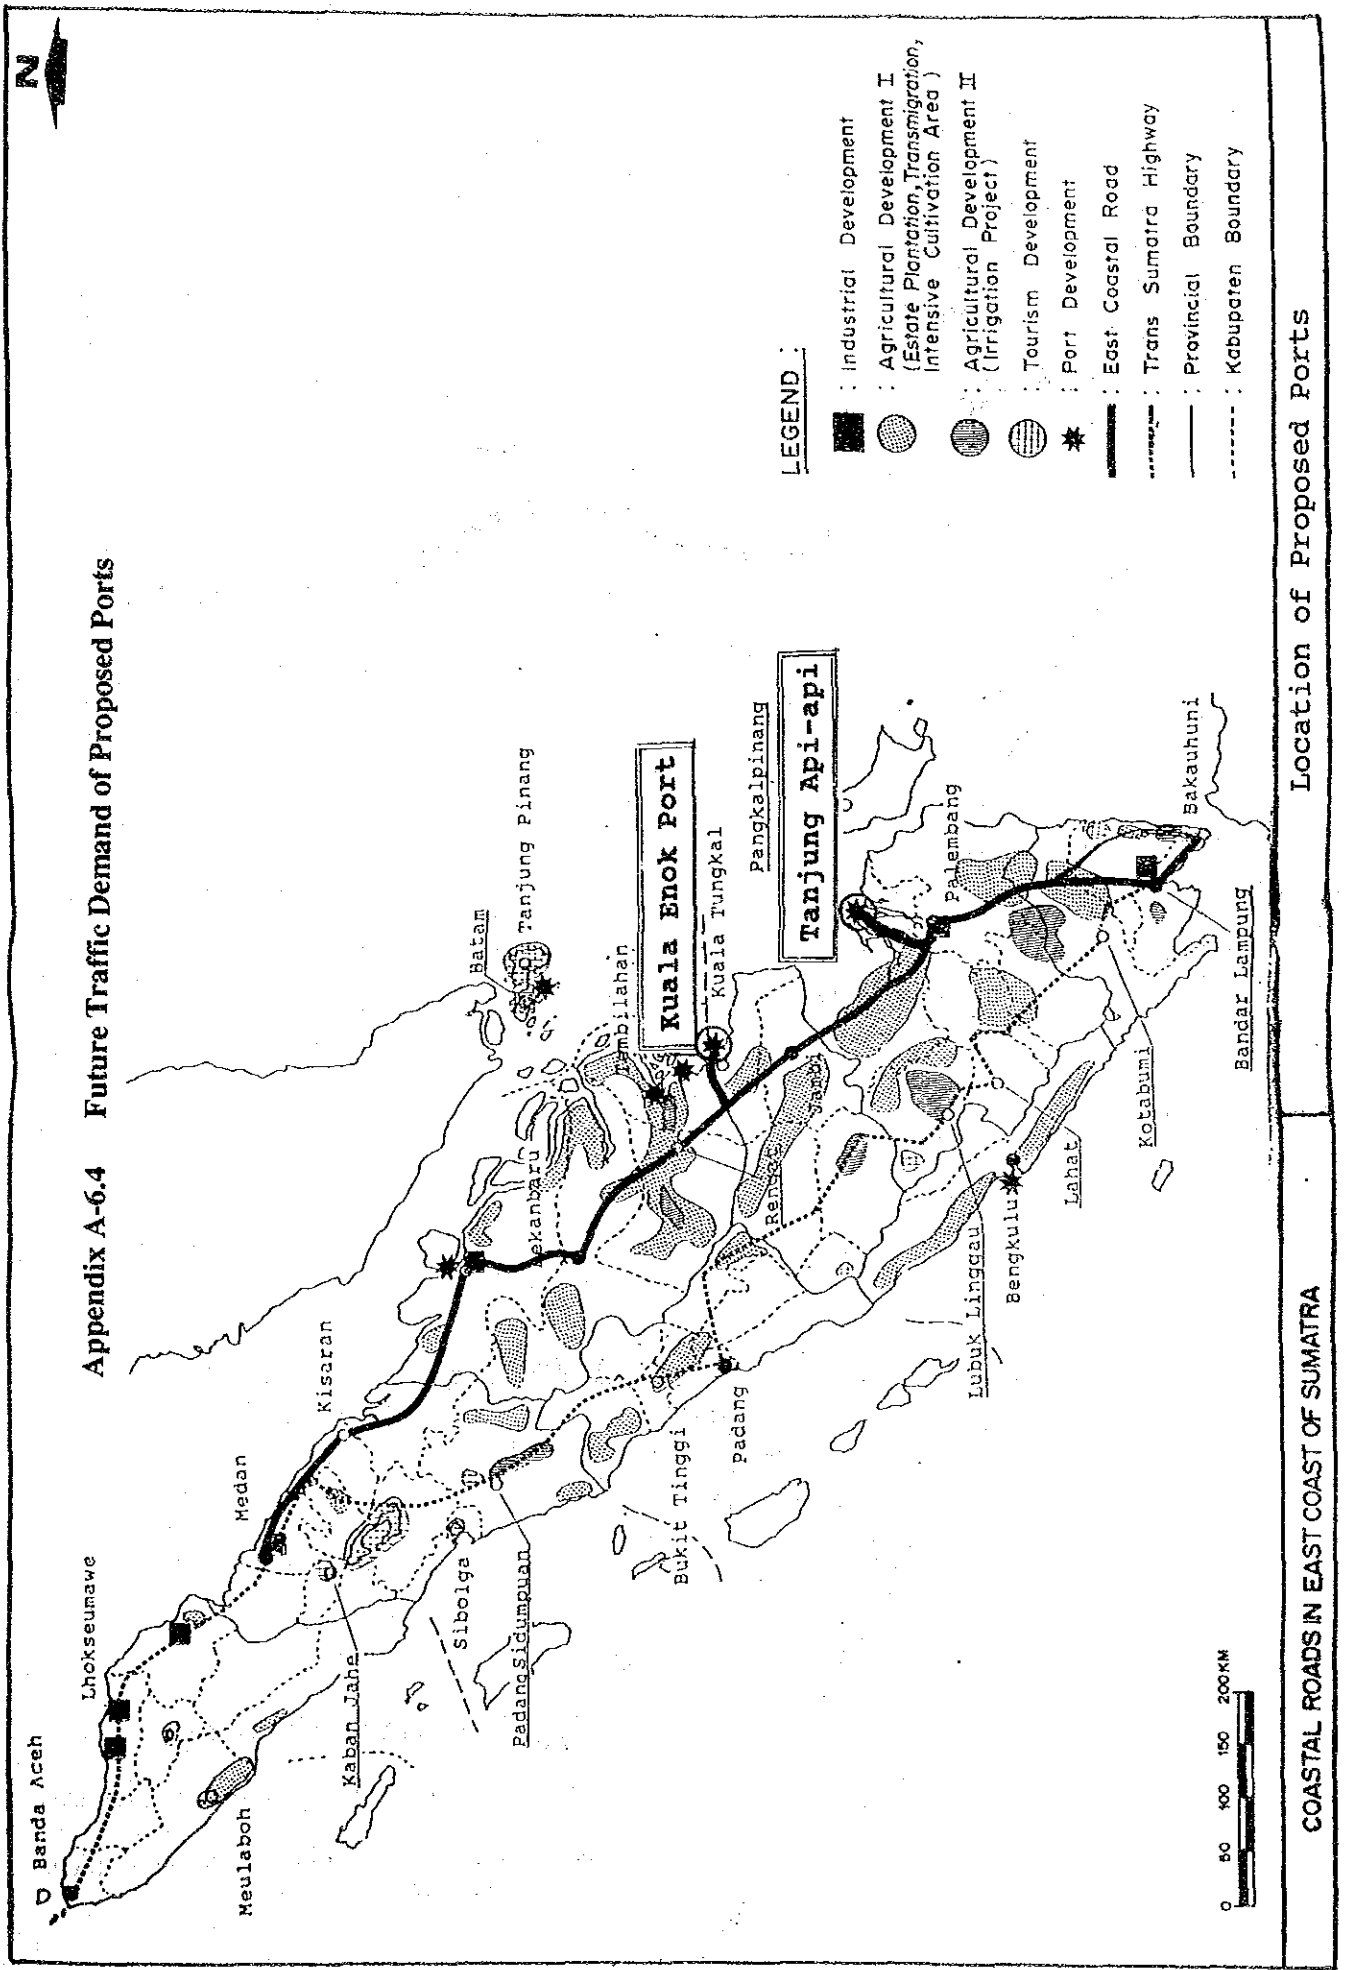 Appendix A-6.4 Future Traffic Demand of Proposed Ports
N
Banda Aceh
Lhokseumawe
Medan
Kisaran
Batam
Tanjung Pinang
Meulaboh
Kaban Jahe
Sibolga
Padang Sidumpuan
Bukit Tinggi
Padang
Pekanbaru
Tembilahan
Rengat
Kuala Enok Port
Kuala Tungkal
Jambi
Pangkalpinang
Tanjung Api-api
Palembang
Lubuk Linggau
Bengkulu
Lahat
Kotabumi
Bandar Lampung
Bakauhuni
LEGEND :
: Industrial Development
: Agricultural Development I
(Estate Plantation, Transmigration,
Intensive Cultivation Area )
: Agricultural Development II
( Irrigation Project )
: Tourism Development
: Port Development
: East Coastal Road
: Trans Sumatra Highway
: Provincial Boundary
: Kabupaten Boundary
0 50 100 150 200KM
COASTAL ROADS IN EAST COAST OF SUMATRA
Location of Proposed Ports